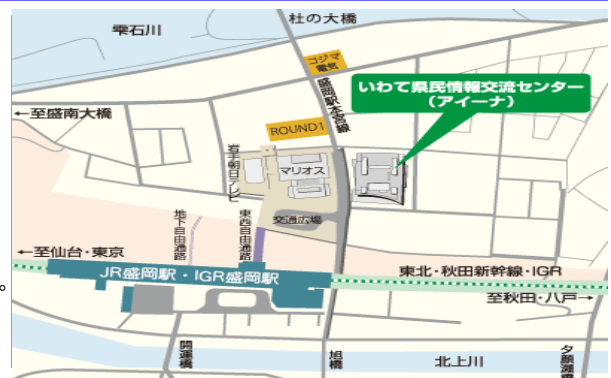 杜の大橋
雫石川
コジマ
電気
盛岡駅本宮線
いわて県民情報交流センター
（アイーナ）
←至盛南大橋
ROUND1
岩手朝日テレビ
マリオス
地下自由通路
東西自由通路
交通広場
←至仙台・東京
JR盛岡駅・IGR盛岡駅
東北・秋田新幹線・IGR
至秋田・八戸→
。
開運橋
旭橋
北上川
夕顔瀬橋